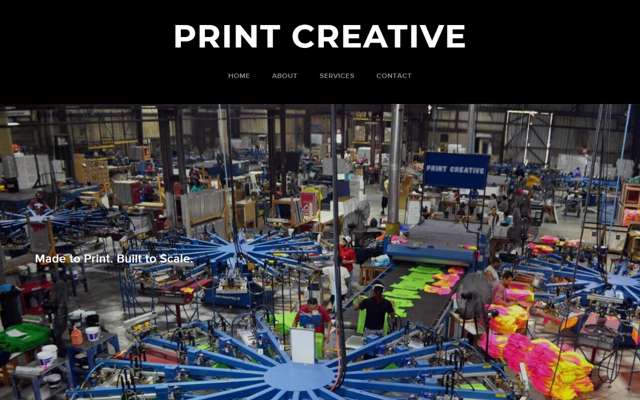 PRINT CREATIVE
HOME ABOUT SERVICES CONTACT
PRINT CREATIVE
Made to Print. Built to Scale.